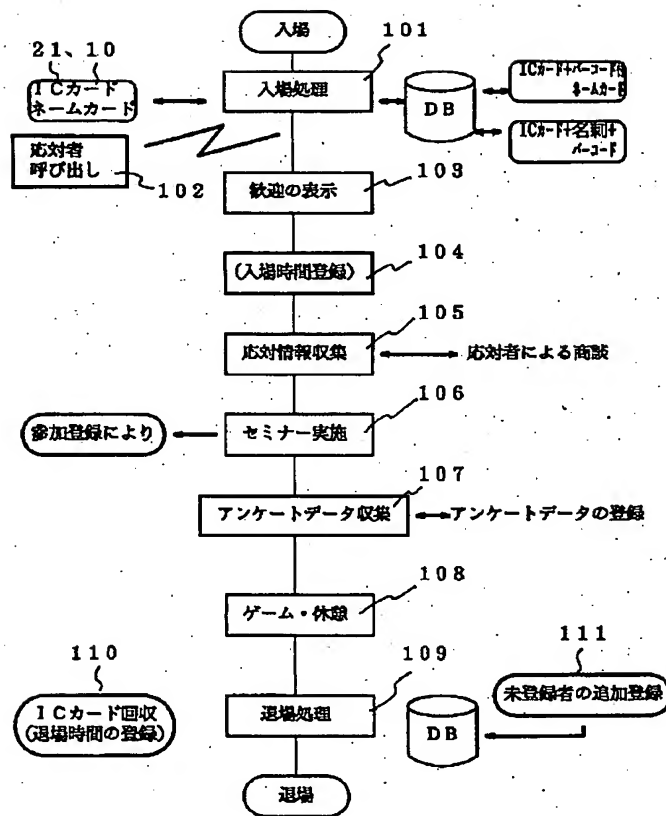 入場
101
21、10
ICカード
ネームカード
入場処理
DB
ICカード+バーコード付
ネームカード
ICカード+名刺+
バーコード
応対者
呼び出し
102
103
歓迎の表示
104
(入場時間登録)
105
応対情報収集
応対者による商談
106
参加登録により
セミナー実施
107
アンケートデータ収集
アンケートデータの登録
108
ゲーム・休憩
110
109
111
ICカード回収
(退場時間の登録)
退場処理
DB
未登録者の追加登録
退場